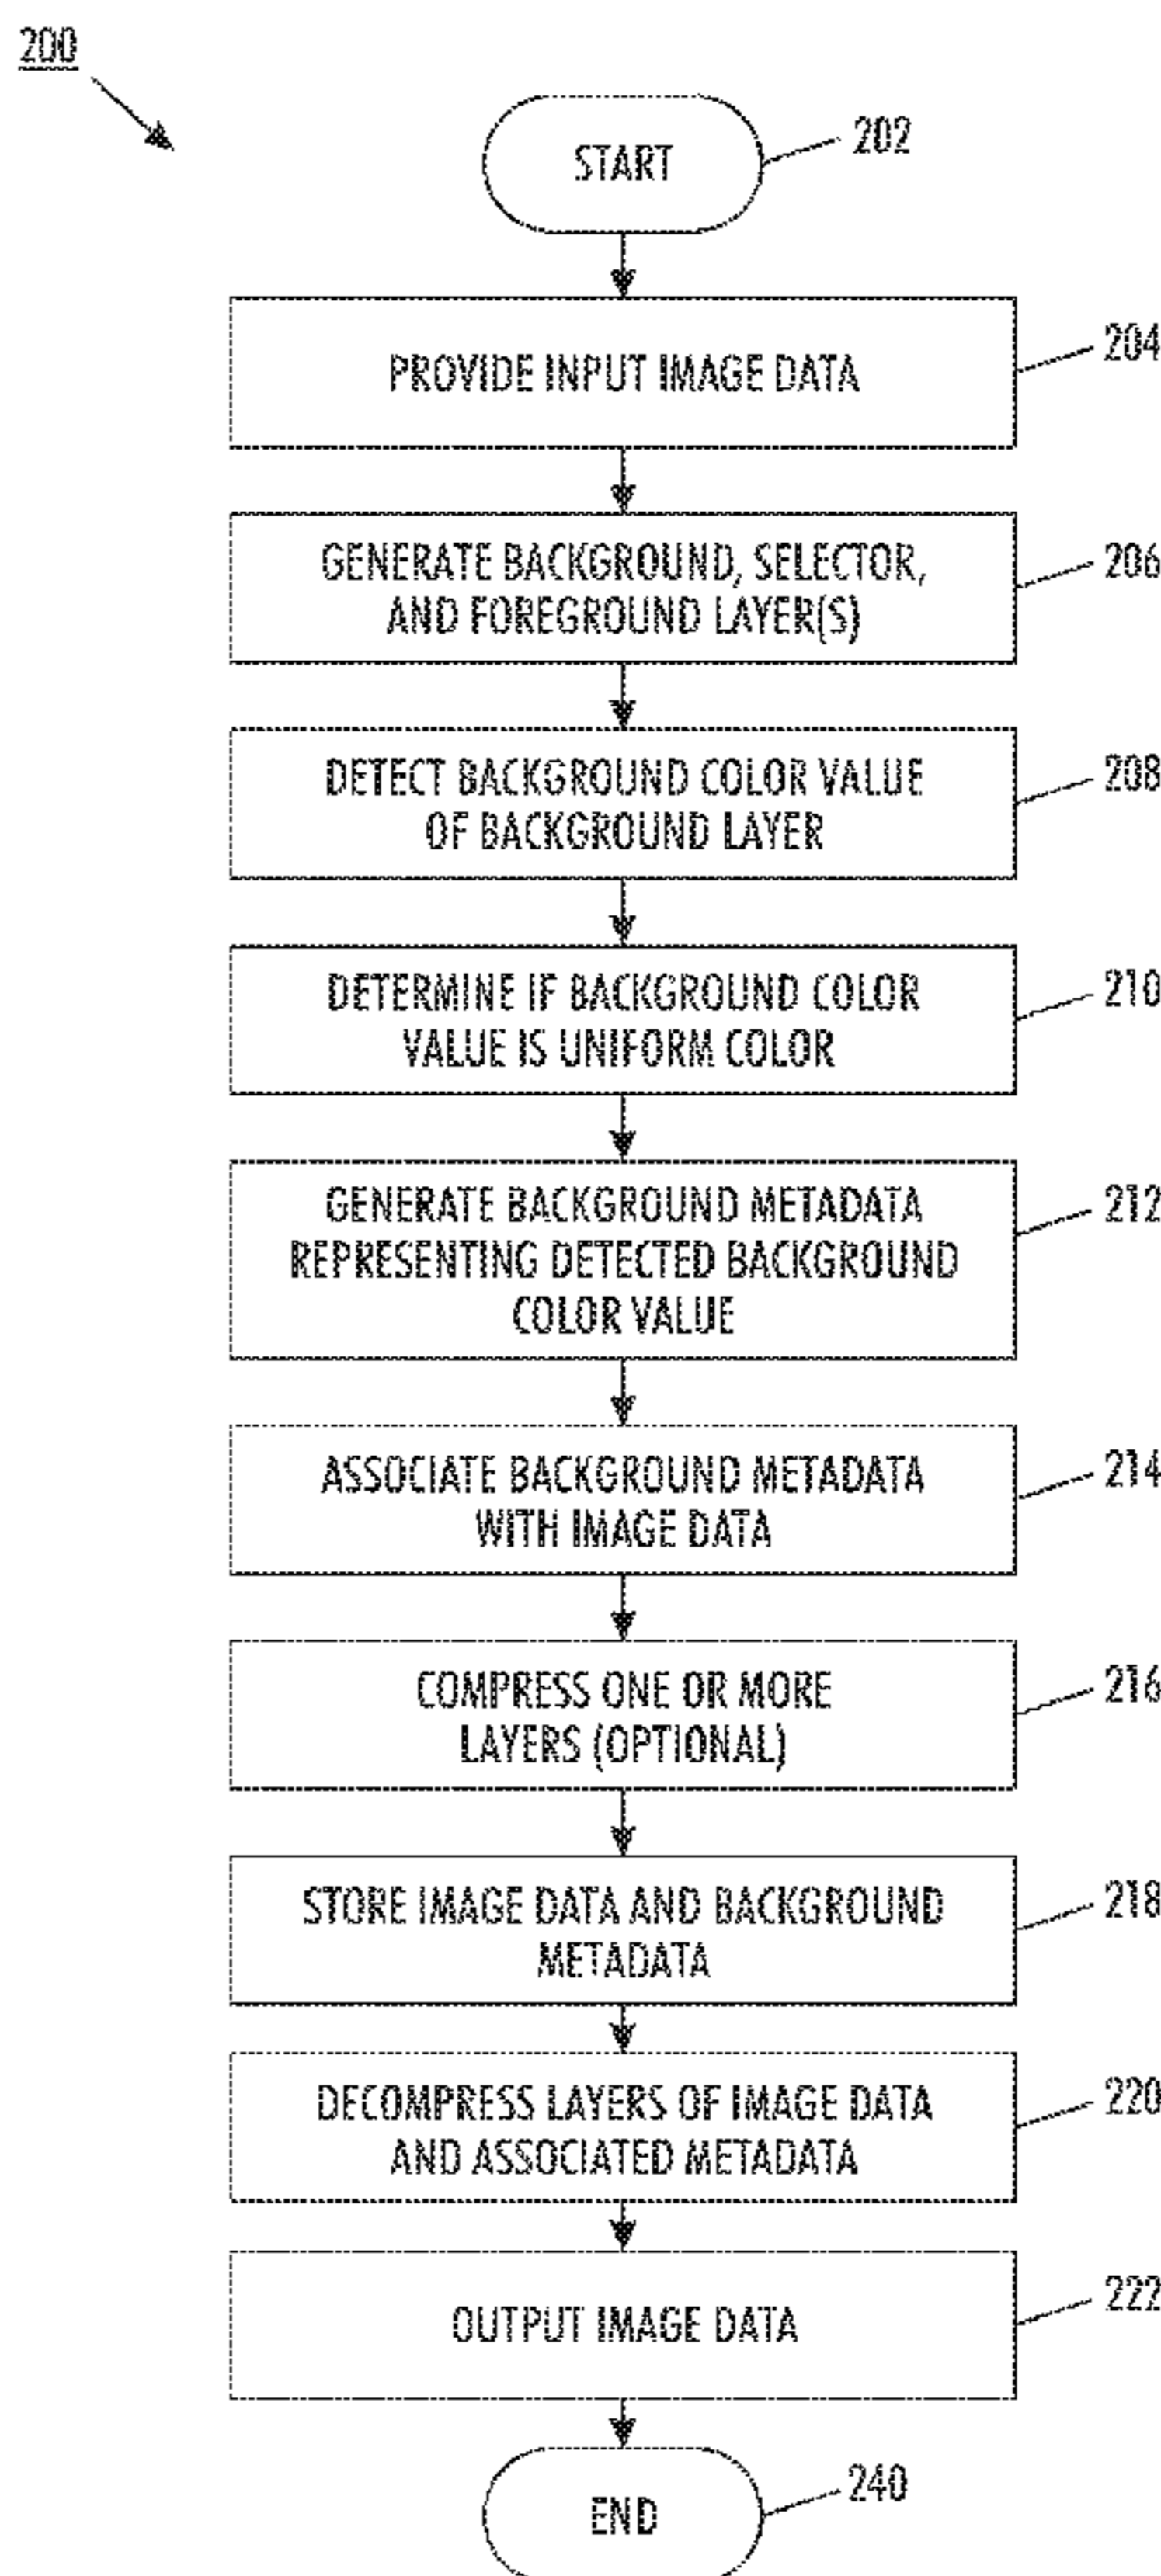 200
START
202
PROVIDE INPUT IMAGE DATA
204
GENERATE BACKGROUND, SELECTOR,
AND FOREGROUND LAYER(S)
206
DETECT BACKGROUND COLOR VALUE
OF BACKGROUND LAYER
208
DETERMINE IF BACKGROUND COLOR
VALUE IS UNIFORM COLOR
210
GENERATE BACKGROUND METADATA
REPRESENTING DETECTED BACKGROUND
COLOR VALUE
212
ASSOCIATE BACKGROUND METADATA
WITH IMAGE DATA
214
COMPRESS ONE OR MORE
LAYERS (OPTIONAL)
216
STORE IMAGE DATA AND BACKGROUND
METADATA
218
DECOMPRESS LAYERS OF IMAGE DATA
AND ASSOCIATED METADATA
220
OUTPUT IMAGE DATA
222
END
240